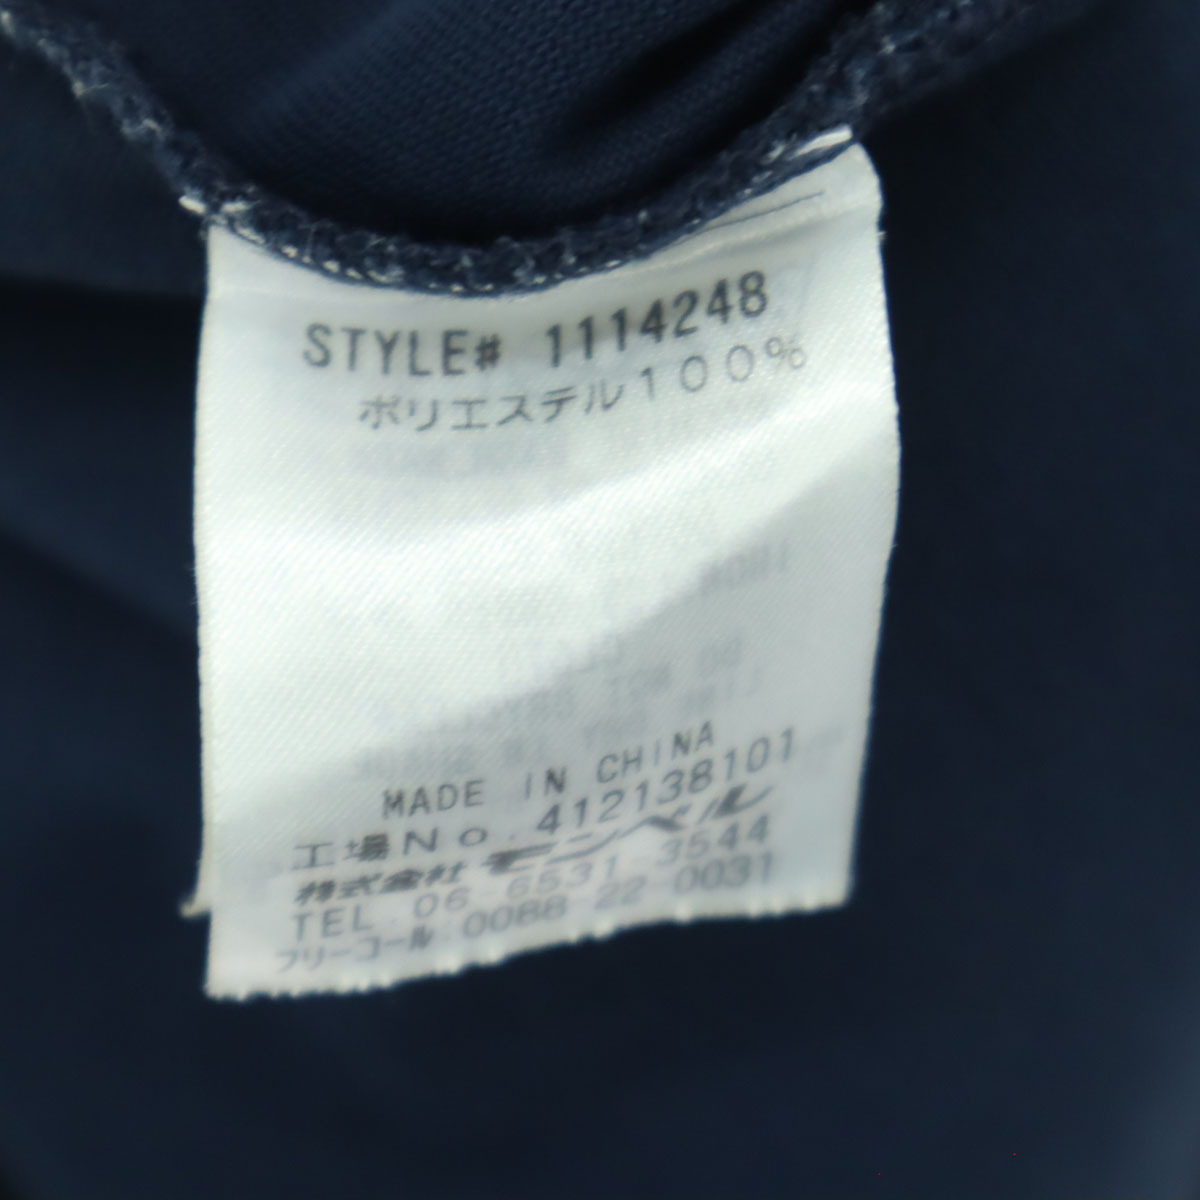 STYLE# 1114248
ポリエステル100%
MADE IN CHINA
工場No. 412138101
株式会社 モンベル
TEL 06-6531-3544
フリーコール 0088-22-0031